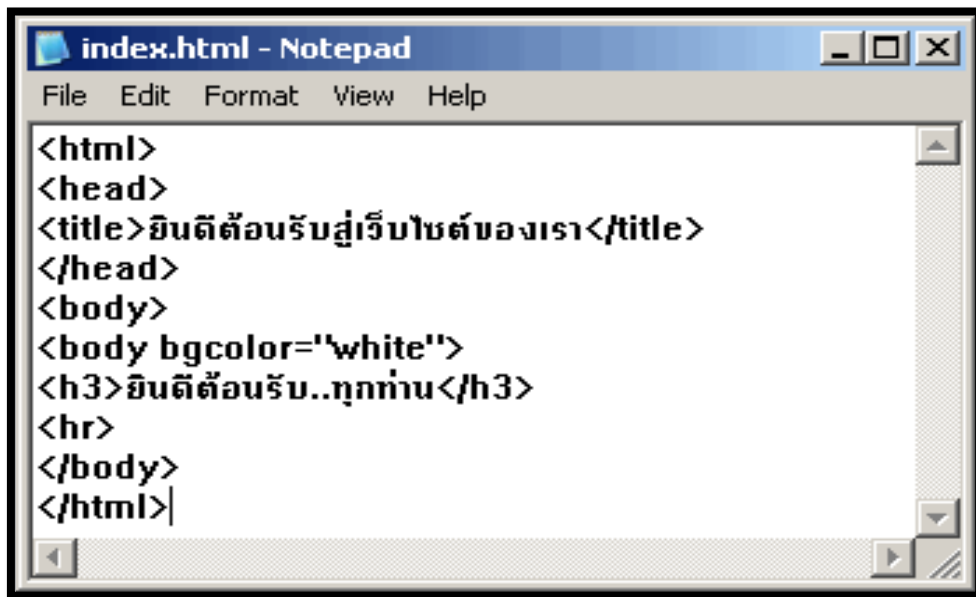 index.html - Notepad
File Edit Format View Help
<html>
<head>
<title>ยินดีต้อนรับสู่เว็บไซต์ของเรา</title>
</head>
<body>
<body bgcolor="white">
<h3>ยินดีต้อนรับ..ทุกท่าน</h3>
<hr>
</body>
</html>